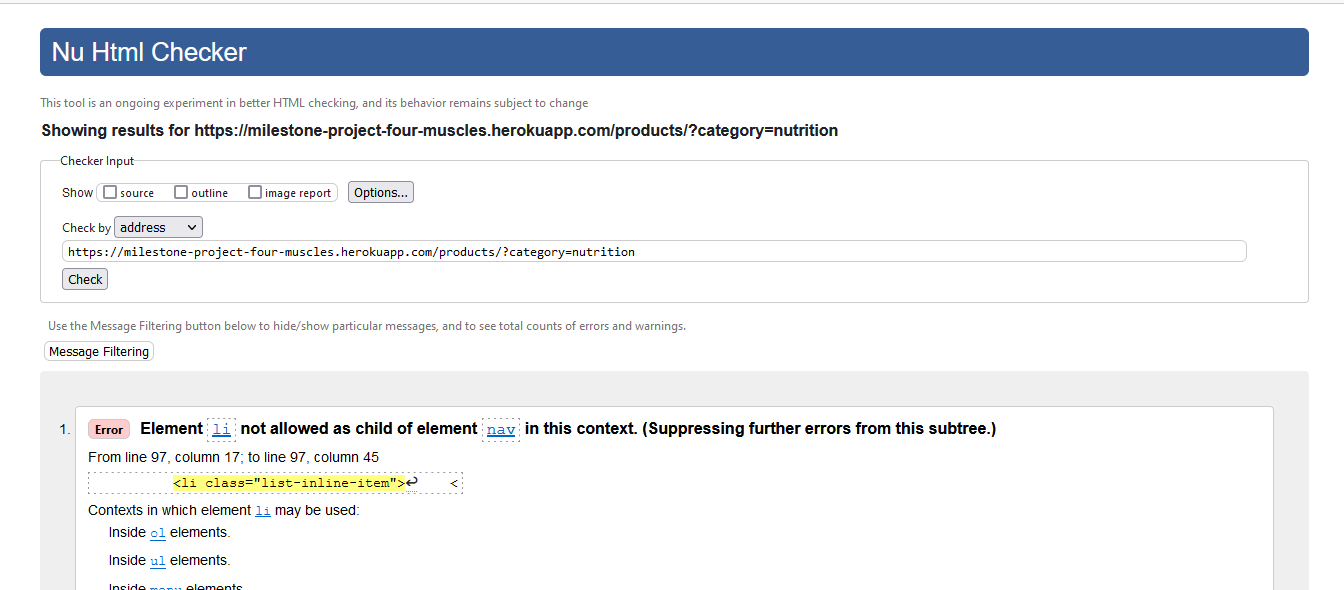 Nu Html Checker
This tool is an ongoing experiment in better HTML checking, and its behavior remains subject to change
Showing results for https://milestone-project-four-muscles.herokuapp.com/products/?category=nutrition
Checker Input
Show source outline image report Options...
Check by address
https://milestone-project-four-muscles.herokuapp.com/products/?category=nutrition
Check
Use the Message Filtering button below to hide/show particular messages, and to see total counts of errors and warnings.
Message Filtering
1. Error Element li not allowed as child of element nav in this context. (Suppressing further errors from this subtree.)
From line 97, column 17; to line 97, column 45
<li class="list-inline-item">↩ <
Contexts in which element li may be used:
Inside ol elements.
Inside ul elements.
Inside menu elements.